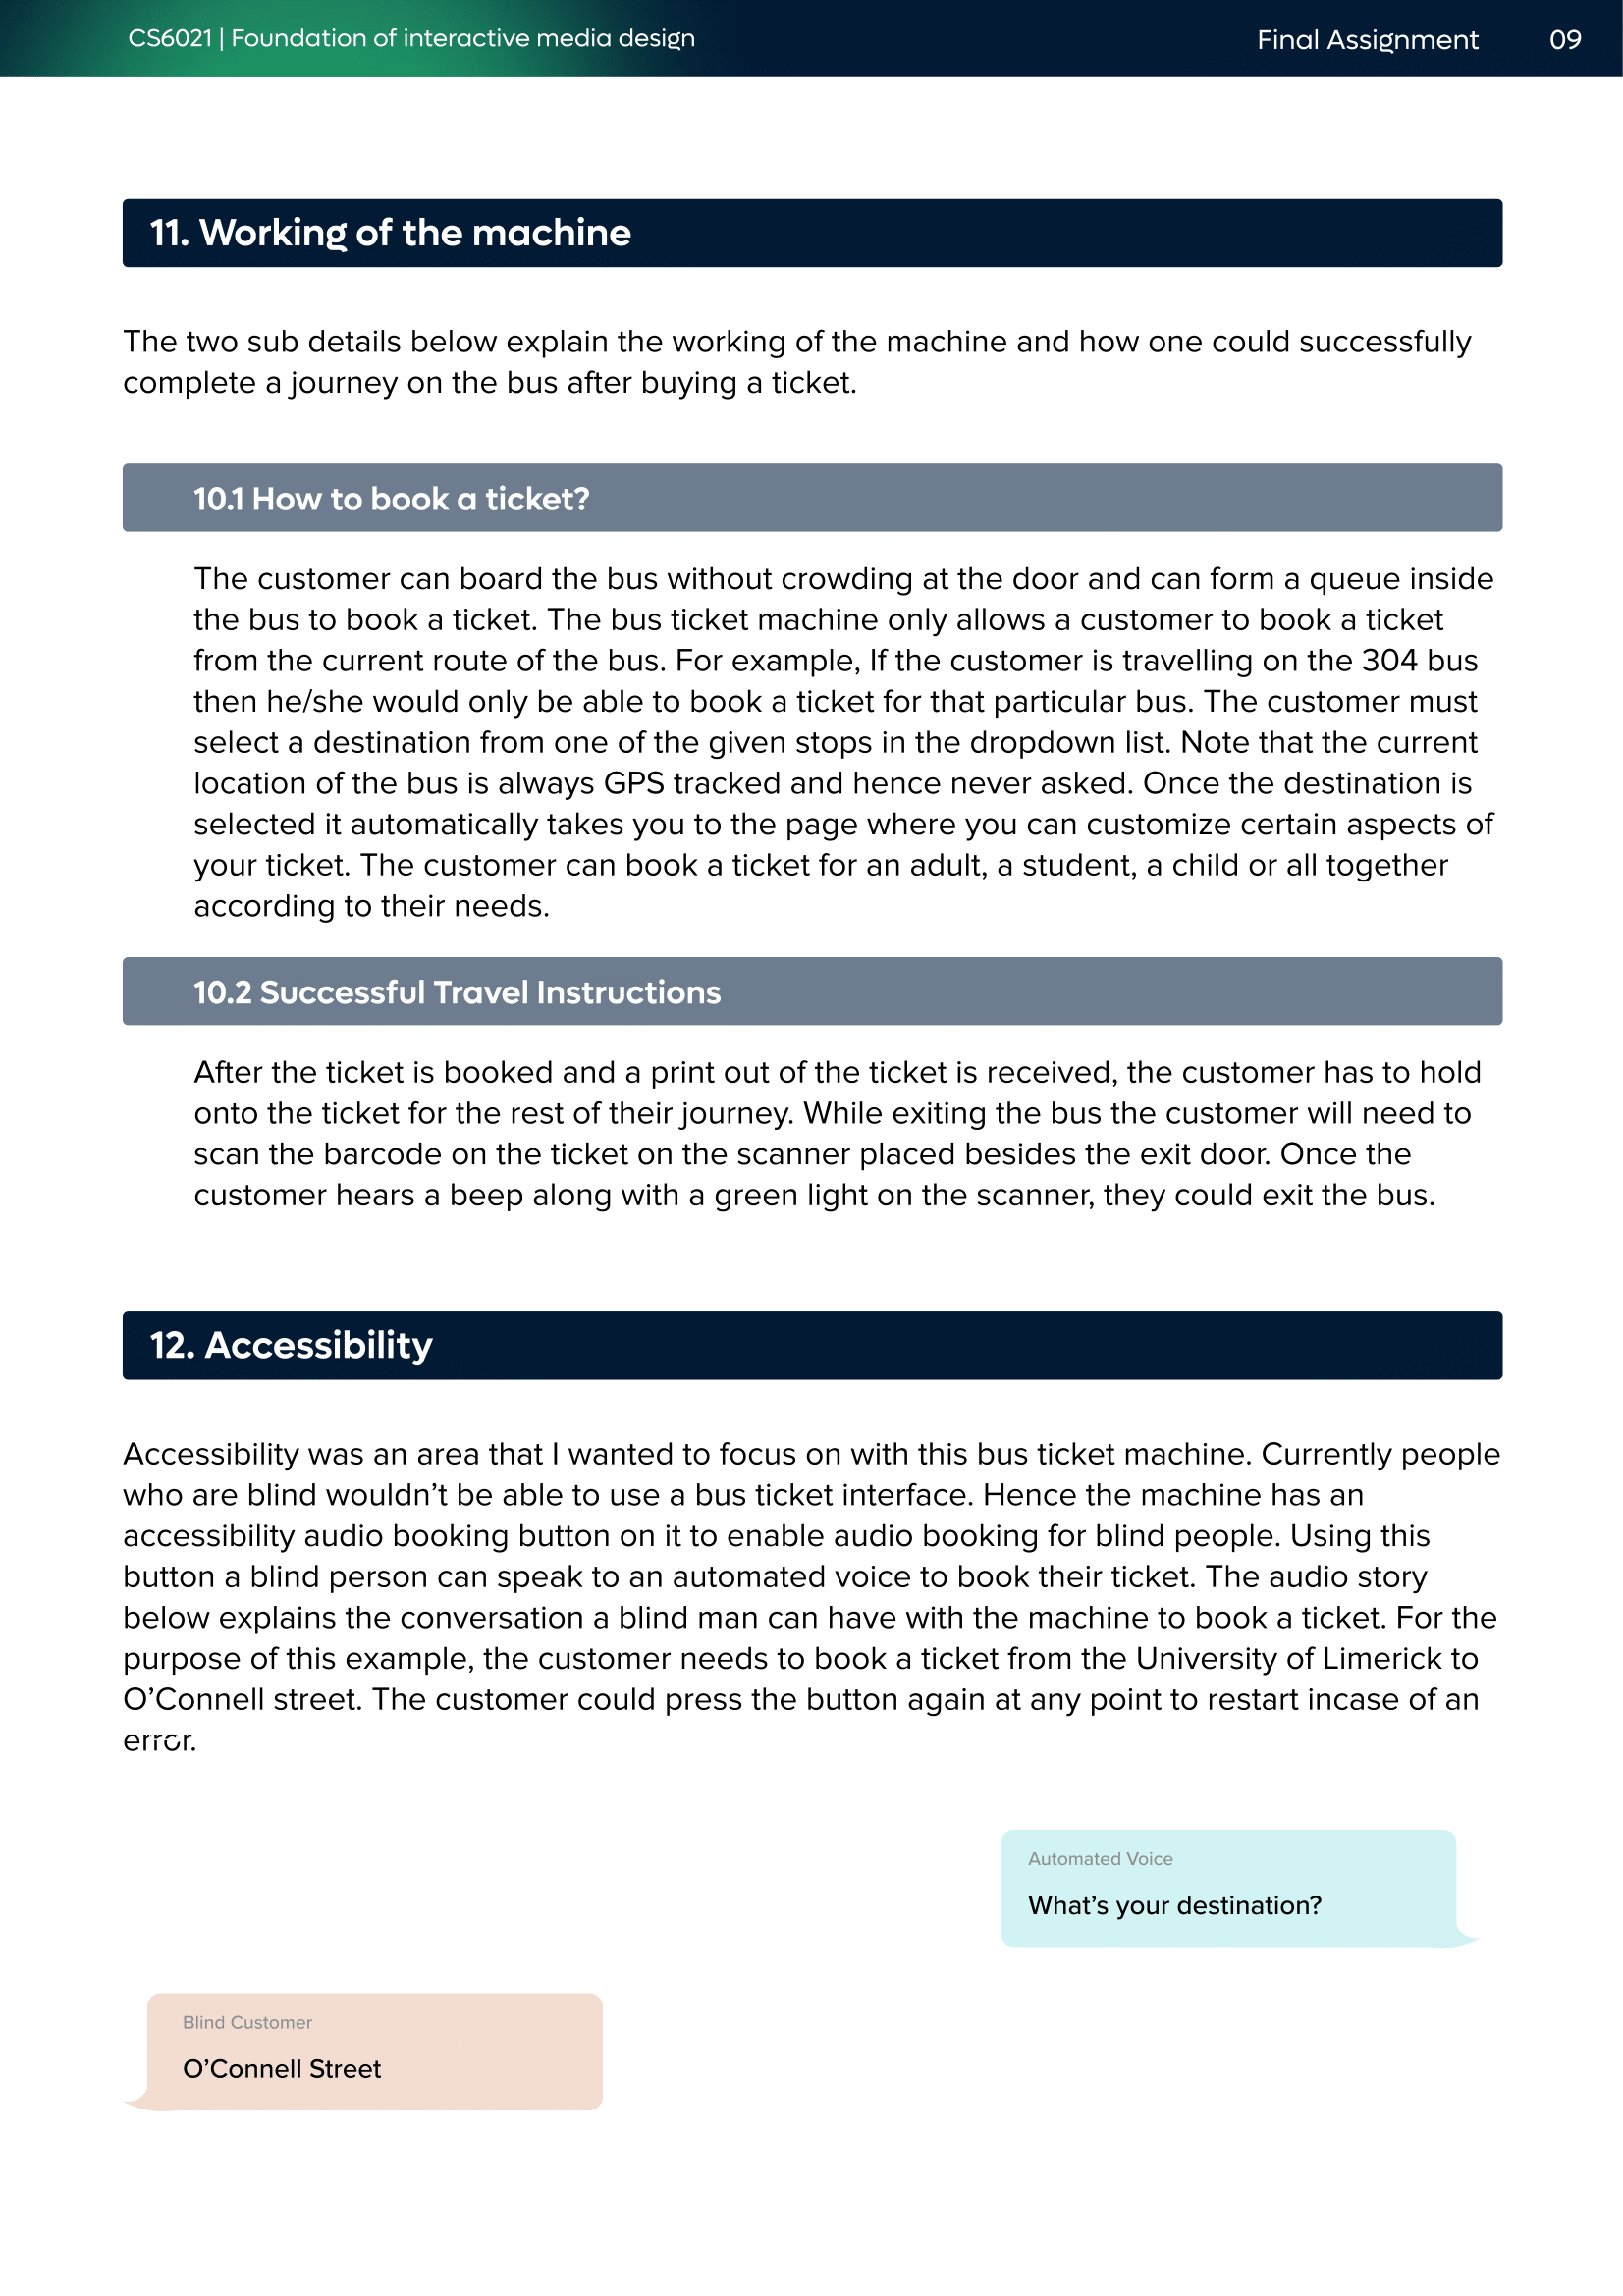 CS6021 | Foundation of interactive media design
Final Assignment
09
11. Working of the machine
The two sub details below explain the working of the machine and how one could successfully
complete a journey on the bus after buying a ticket.
10.1 How to book a ticket?
The customer can board the bus without crowding at the door and can form a queue inside
the bus to book a ticket. The bus ticket machine only allows a customer to book a ticket
from the current route of the bus. For example, If the customer is travelling on the 304 bus
then he/she would only be able to book a ticket for that particular bus. The customer must
select a destination from one of the given stops in the dropdown list. Note that the current
location of the bus is always GPS tracked and hence never asked. Once the destination is
selected it automatically takes you to the page where you can customize certain aspects of
your ticket. The customer can book a ticket for an adult, a student, a child or all together
according to their needs.
10.2 Successful Travel Instructions
After the ticket is booked and a print out of the ticket is received, the customer has to hold
onto the ticket for the rest of their journey. While exiting the bus the customer will need to
scan the barcode on the ticket on the scanner placed besides the exit door. Once the
customer hears a beep along with a green light on the scanner, they could exit the bus.
12. Accessibility
Accessibility was an area that I wanted to focus on with this bus ticket machine. Currently people
who are blind wouldn’t be able to use a bus ticket interface. Hence the machine has an
accessibility audio booking button on it to enable audio booking for blind people. Using this
button a blind person can speak to an automated voice to book their ticket. The audio story
below explains the conversation a blind man can have with the machine to book a ticket. For the
purpose of this example, the customer needs to book a ticket from the University of Limerick to
O’Connell street. The customer could press the button again at any point to restart incase of an
error.
Automated Voice
What’s your destination?
Blind Customer
O’Connell Street